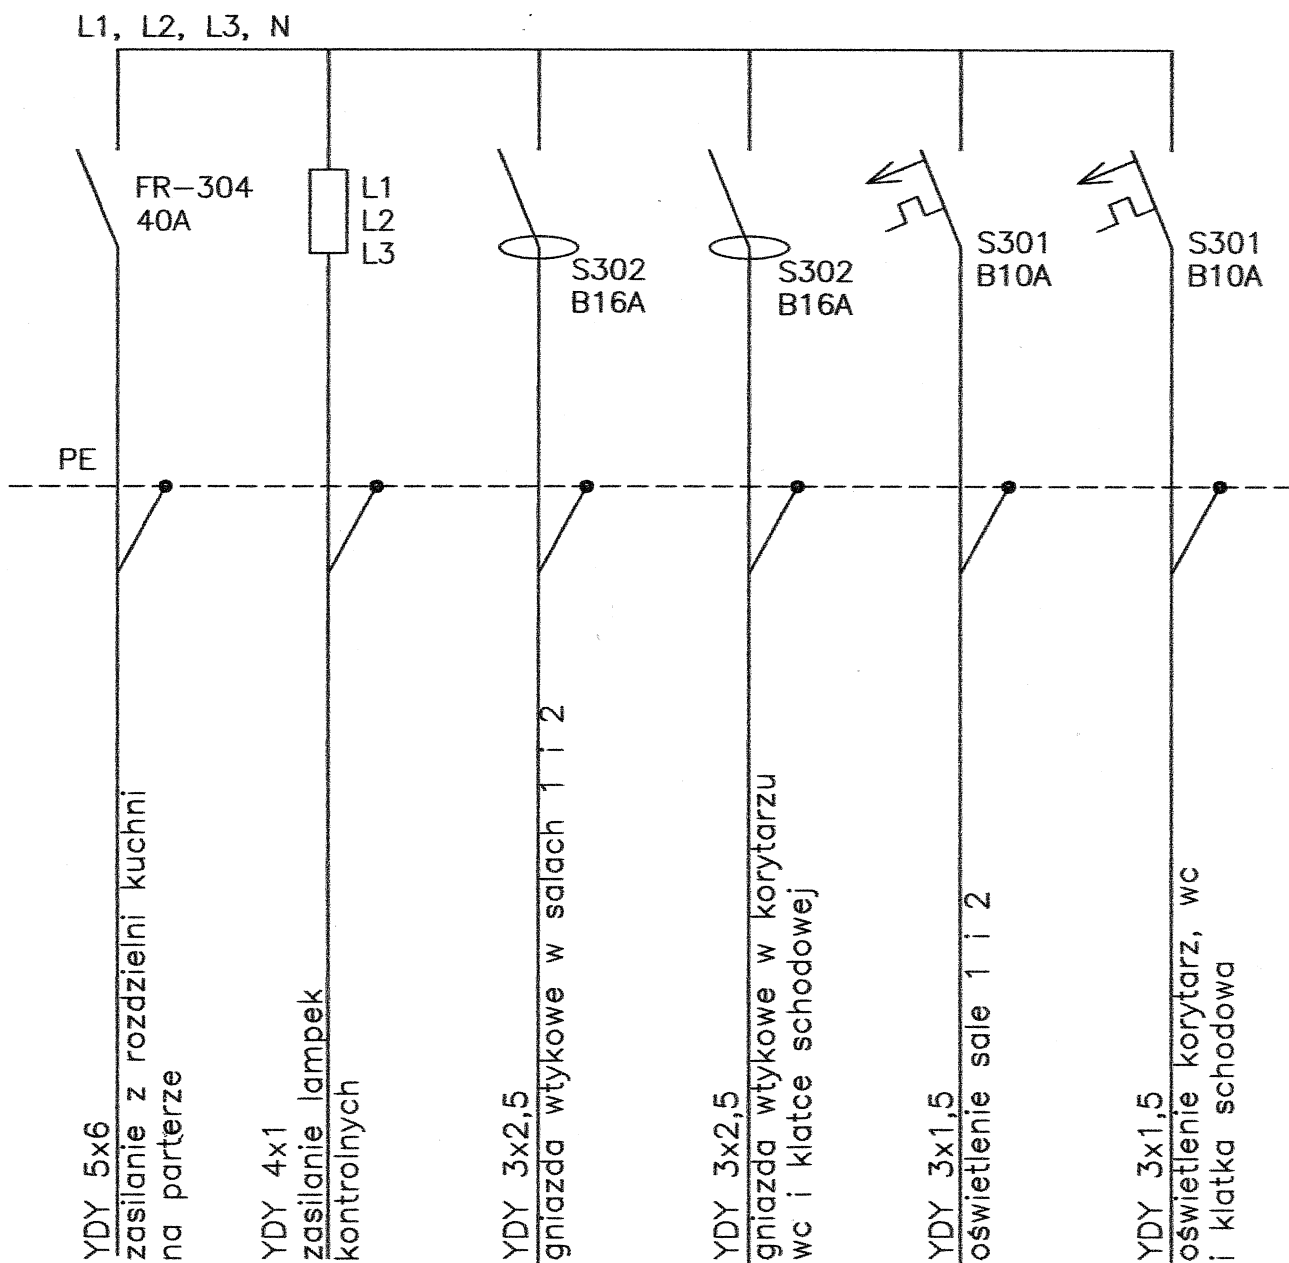 L1, L2, L3, N
FR-304
40A
L1
L2
L3
S302
B16A
S302
B16A
S301
B10A
S301
B10A
PE
YDY 5x6
zasilanie z rozdzielni kuchni
na parterze
YDY 4x1
zasilanie lampek
kontrolnych
YDY 3x2,5
gniazda wtykowe w salach 1 i 2
YDY 3x2,5
gniazda wtykowe w korytarzu
wc i klatce schodowej
YDY 3x1,5
oświetlenie sale 1 i 2
YDY 3x1,5
oświetlenie korytarz, wc
i klatka schodowa